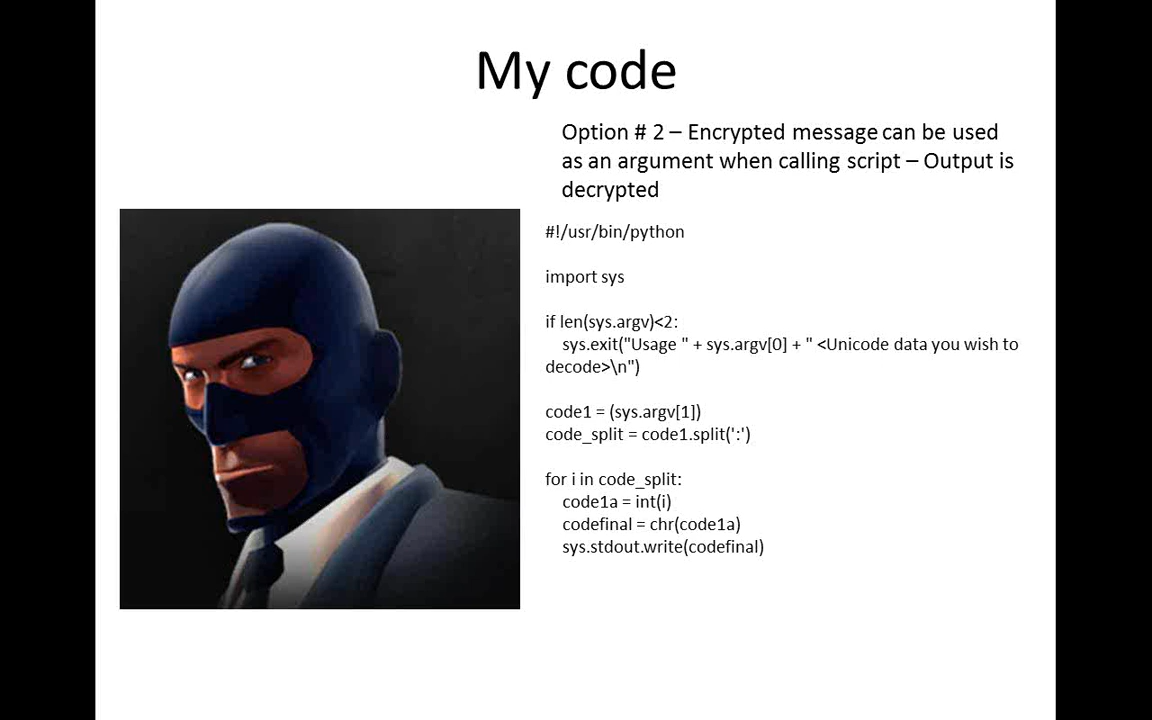 My code
Option # 2 – Encrypted message can be used
as an argument when calling script – Output is
decrypted
#!/usr/bin/python
import sys
if len(sys.argv)<2:
    sys.exit("Usage " + sys.argv[0] + " <Unicode data you wish to
decode>\n")
code1 = (sys.argv[1])
code_split = code1.split(':')
for i in code_split:
    code1a = int(i)
    codefinal = chr(code1a)
    sys.stdout.write(codefinal)